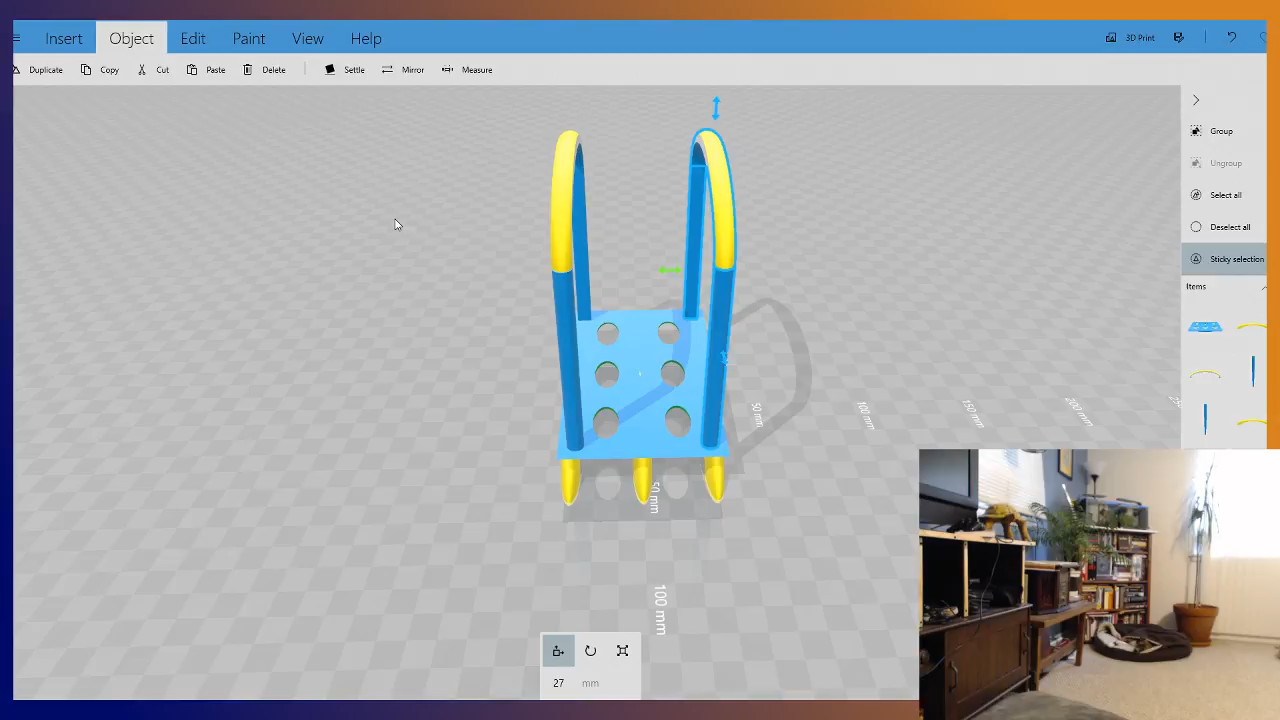 Insert Object Edit Paint View Help 3D Print
Duplicate Copy Cut Paste Delete Settle Mirror Measure
Group
Ungroup
Select all
Deselect all
Sticky selection
Items
50 mm 100 mm 150 mm 200 mm
50 mm
100 mm
27 mm